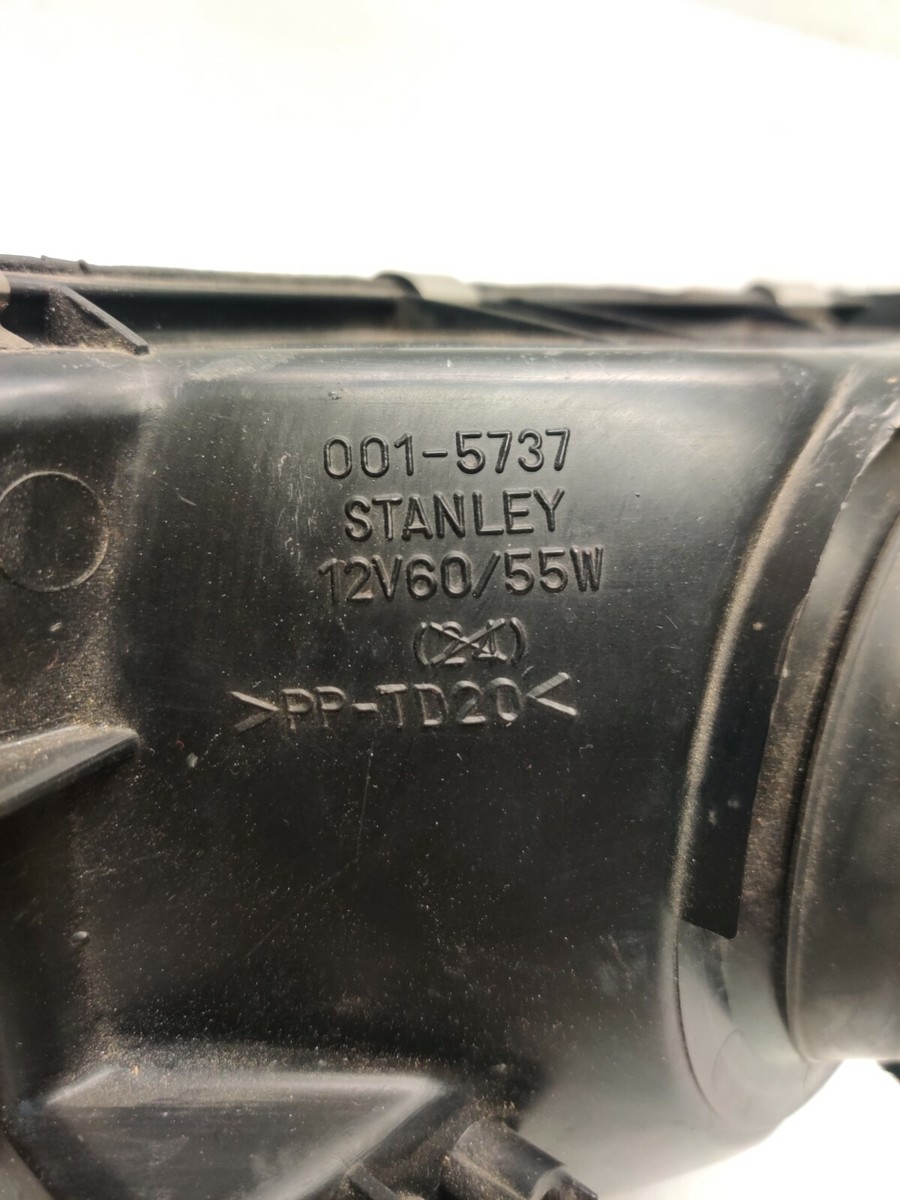 001-5737
STANLEY
12V60/55W
(24)
>PP-TD20<